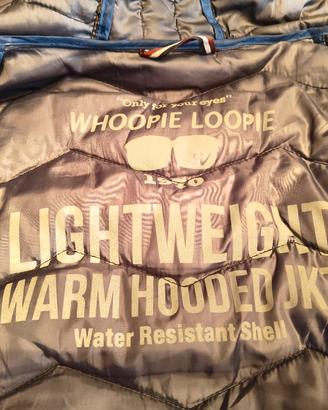 "Only for your eyes"
WHOOPIE LOOPIE
LIGHTWEIGHT
WARM HOODED JKT
Water Resistant Shell